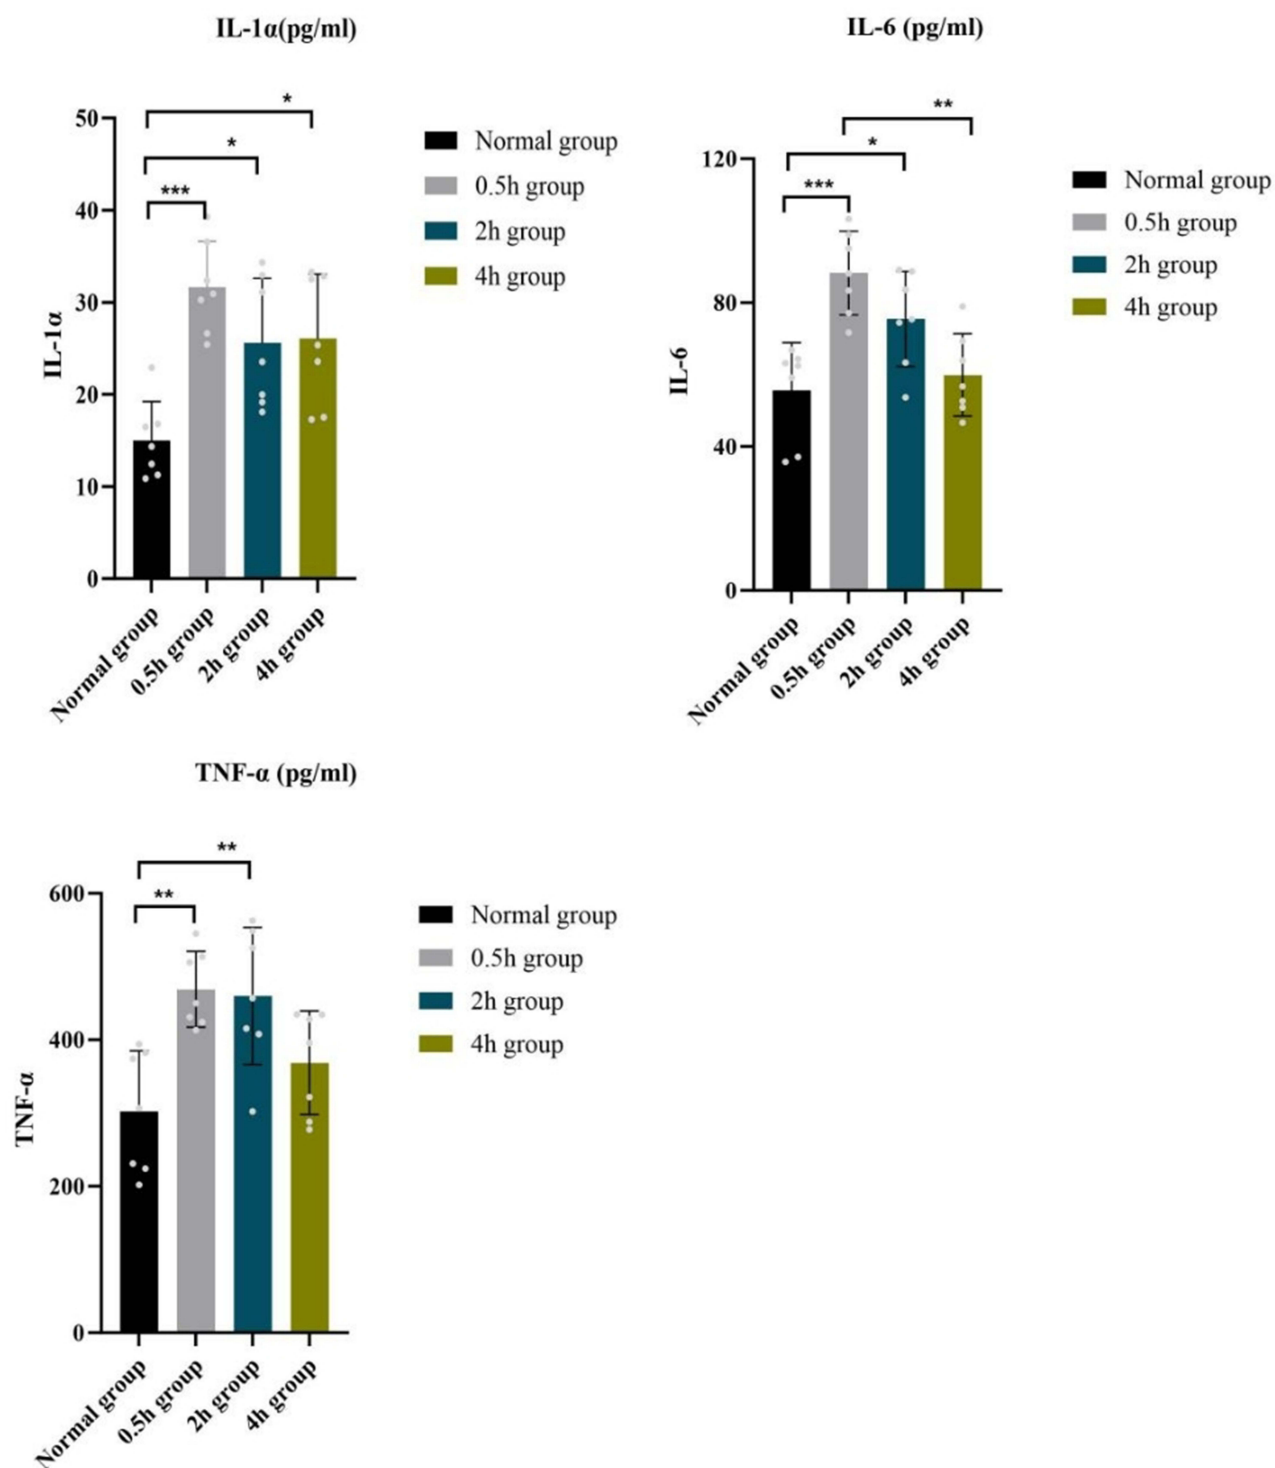 IL-1α(pg/ml)
*
*
***
50
40
30
20
10
0
IL-1α
Normal group
0.5h group
2h group
4h group
Normal group
0.5h group
2h group
4h group
IL-6 (pg/ml)
**
*
***
120
80
40
0
IL-6
Normal group
0.5h group
2h group
4h group
Normal group
0.5h group
2h group
4h group
TNF-α (pg/ml)
**
**
600
400
200
0
TNF-α
Normal group
0.5h group
2h group
4h group
Normal group
0.5h group
2h group
4h group